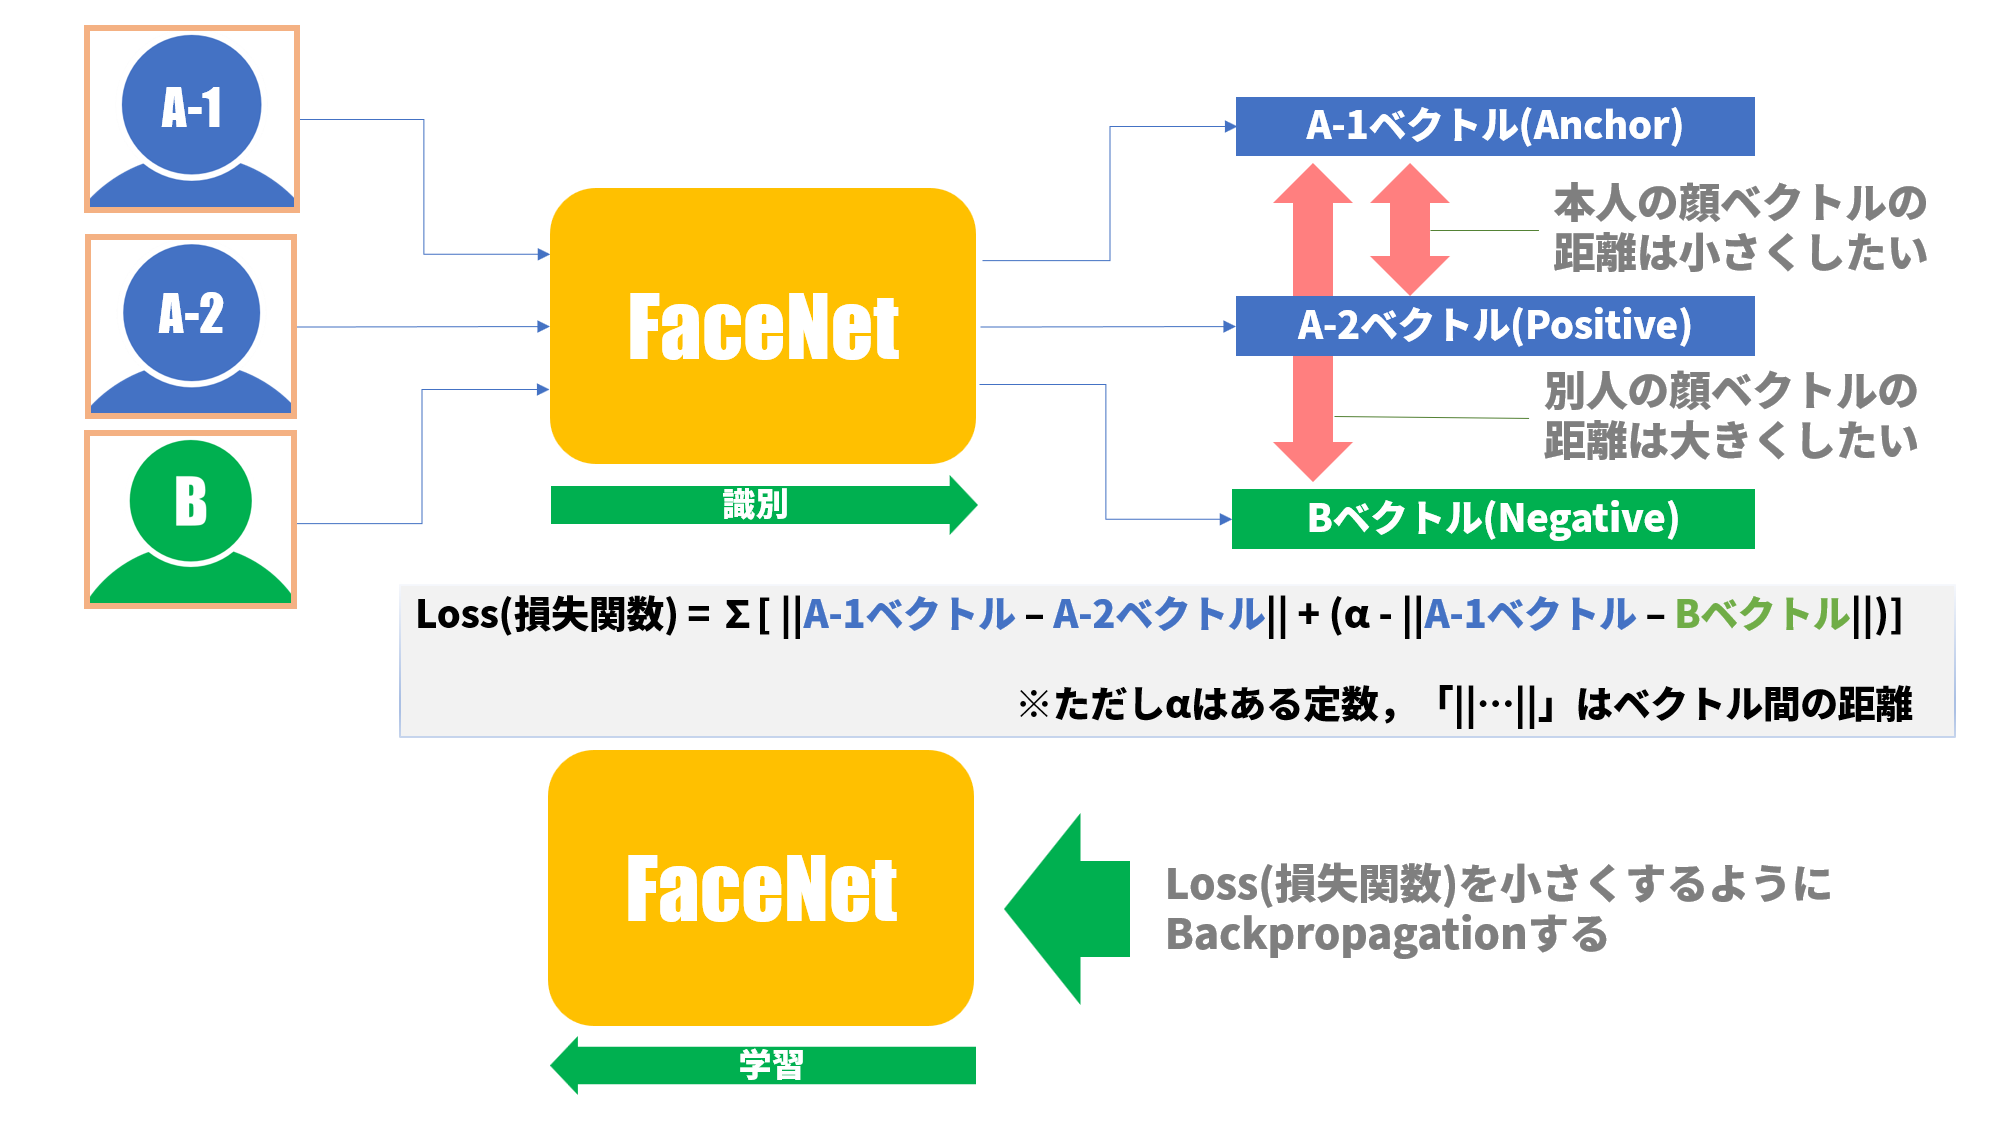 A-1
A-2
B
FaceNet
識別
A-1ベクトル(Anchor)
本人の顔ベクトルの
距離は小さくしたい
A-2ベクトル(Positive)
別人の顔ベクトルの
距離は大きくしたい
Bベクトル(Negative)
Loss(損失関数) = Σ [ ||A-1ベクトル – A-2ベクトル|| + (α - ||A-1ベクトル – Bベクトル||)]
※ただしαはある定数，「||…||」はベクトル間の距離
FaceNet
学習
Loss(損失関数)を小さくするように
Backpropagationする